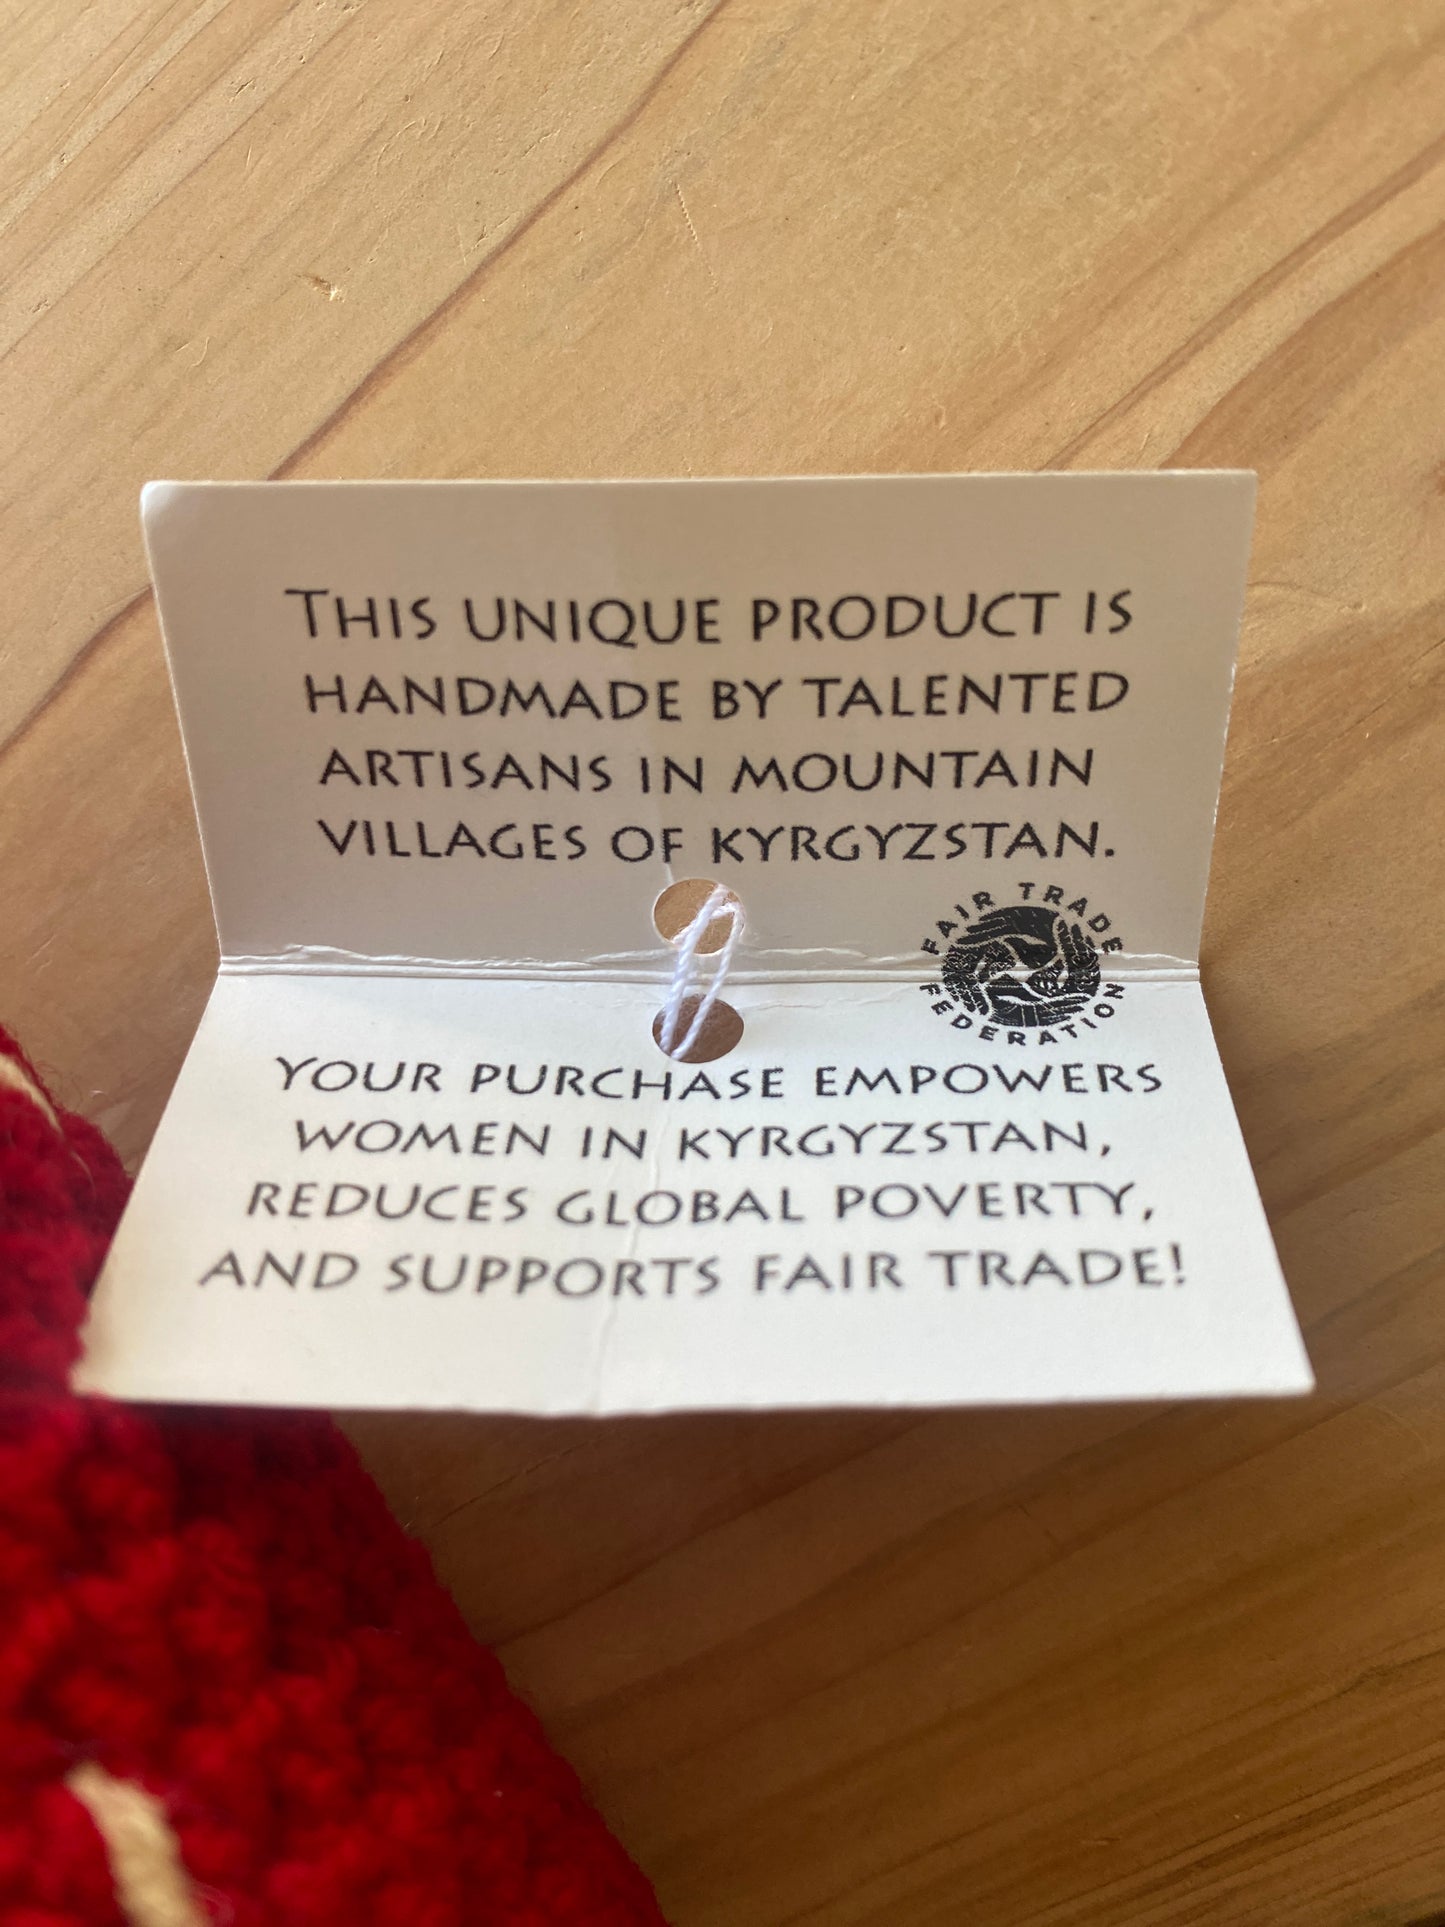 THIS UNIQUE PRODUCT IS
HANDMADE BY TALENTED
ARTISANS IN MOUNTAIN
VILLAGES OF KYRGYZSTAN.
FAIR TRADE
FEDERATION
YOUR PURCHASE EMPOWERS
WOMEN IN KYRGYZSTAN,
REDUCES GLOBAL POVERTY,
AND SUPPORTS FAIR TRADE!